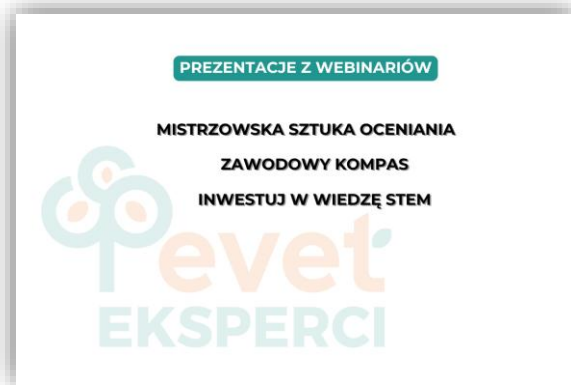 PREZENTACJE Z WEBINARIÓW
MISTRZOWSKA SZTUKA OCENIANIA
ZAWODOWY KOMPAS
INWESTUJ W WIEDZĘ STEM
evet
EKSPERCI